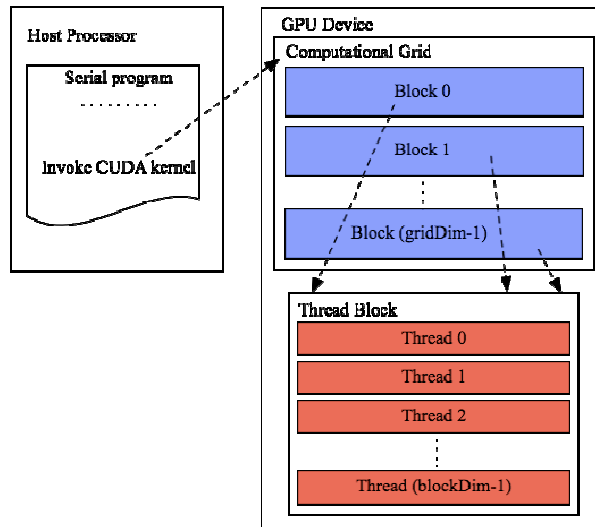 Host Processor
Serial program
Invoke CUDA kernel
GPU Device
Computational Grid
Block 0
Block 1
Block (gridDim-1)
Thread Block
Thread 0
Thread 1
Thread 2
Thread (blockDim-1)